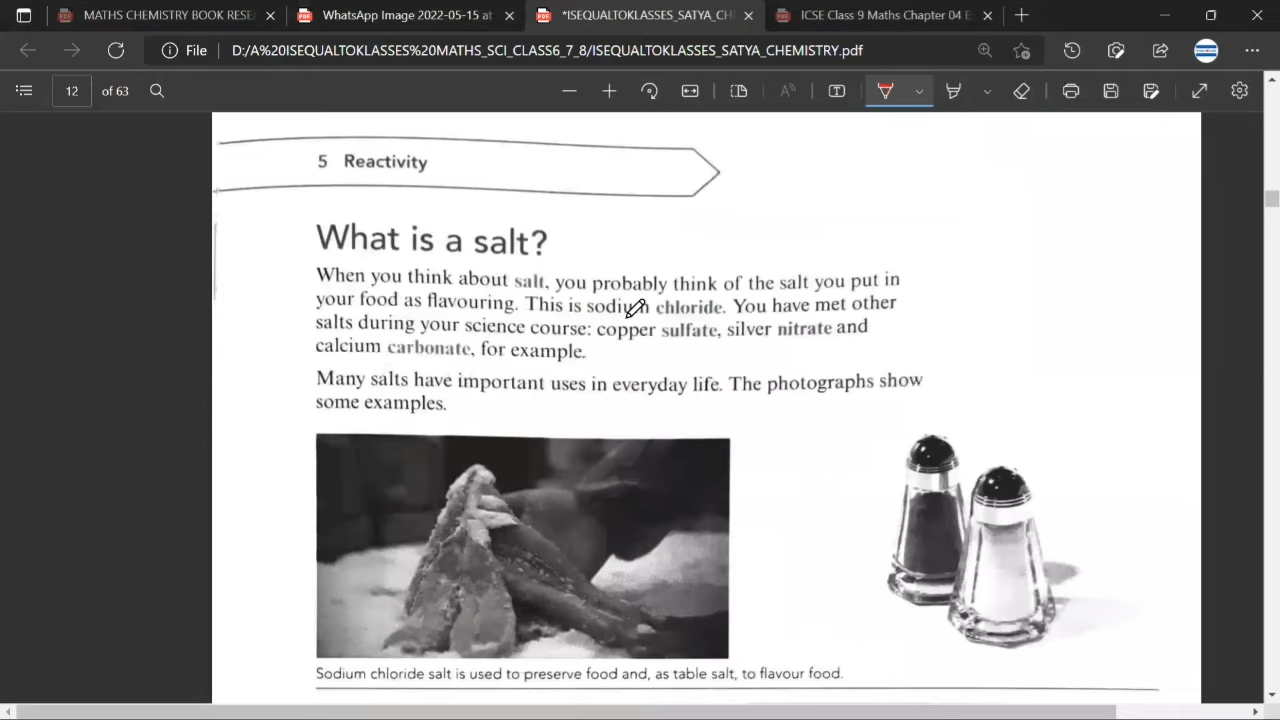 MATHS CHEMISTRY BOOK RESE
WhatsApp Image 2022-05-15 at
*ISEQUALTOKLASSES_SATYA_CH
ICSE Class 9 Maths Chapter 04 E
File
D:/A%20ISEQUALTOKLASSES%20MATHS_SCI_CLASS6_7_8/ISEQUALTOKLASSES_SATYA_CHEMISTRY.pdf
12 of 63
5 Reactivity
What is a salt?
When you think about salt, you probably think of the salt you put in
your food as flavouring. This is sodium chloride. You have met other
salts during your science course: copper sulfate, silver nitrate and
calcium carbonate, for example.
Many salts have important uses in everyday life. The photographs show
some examples.
Sodium chloride salt is used to preserve food and, as table salt, to flavour food.